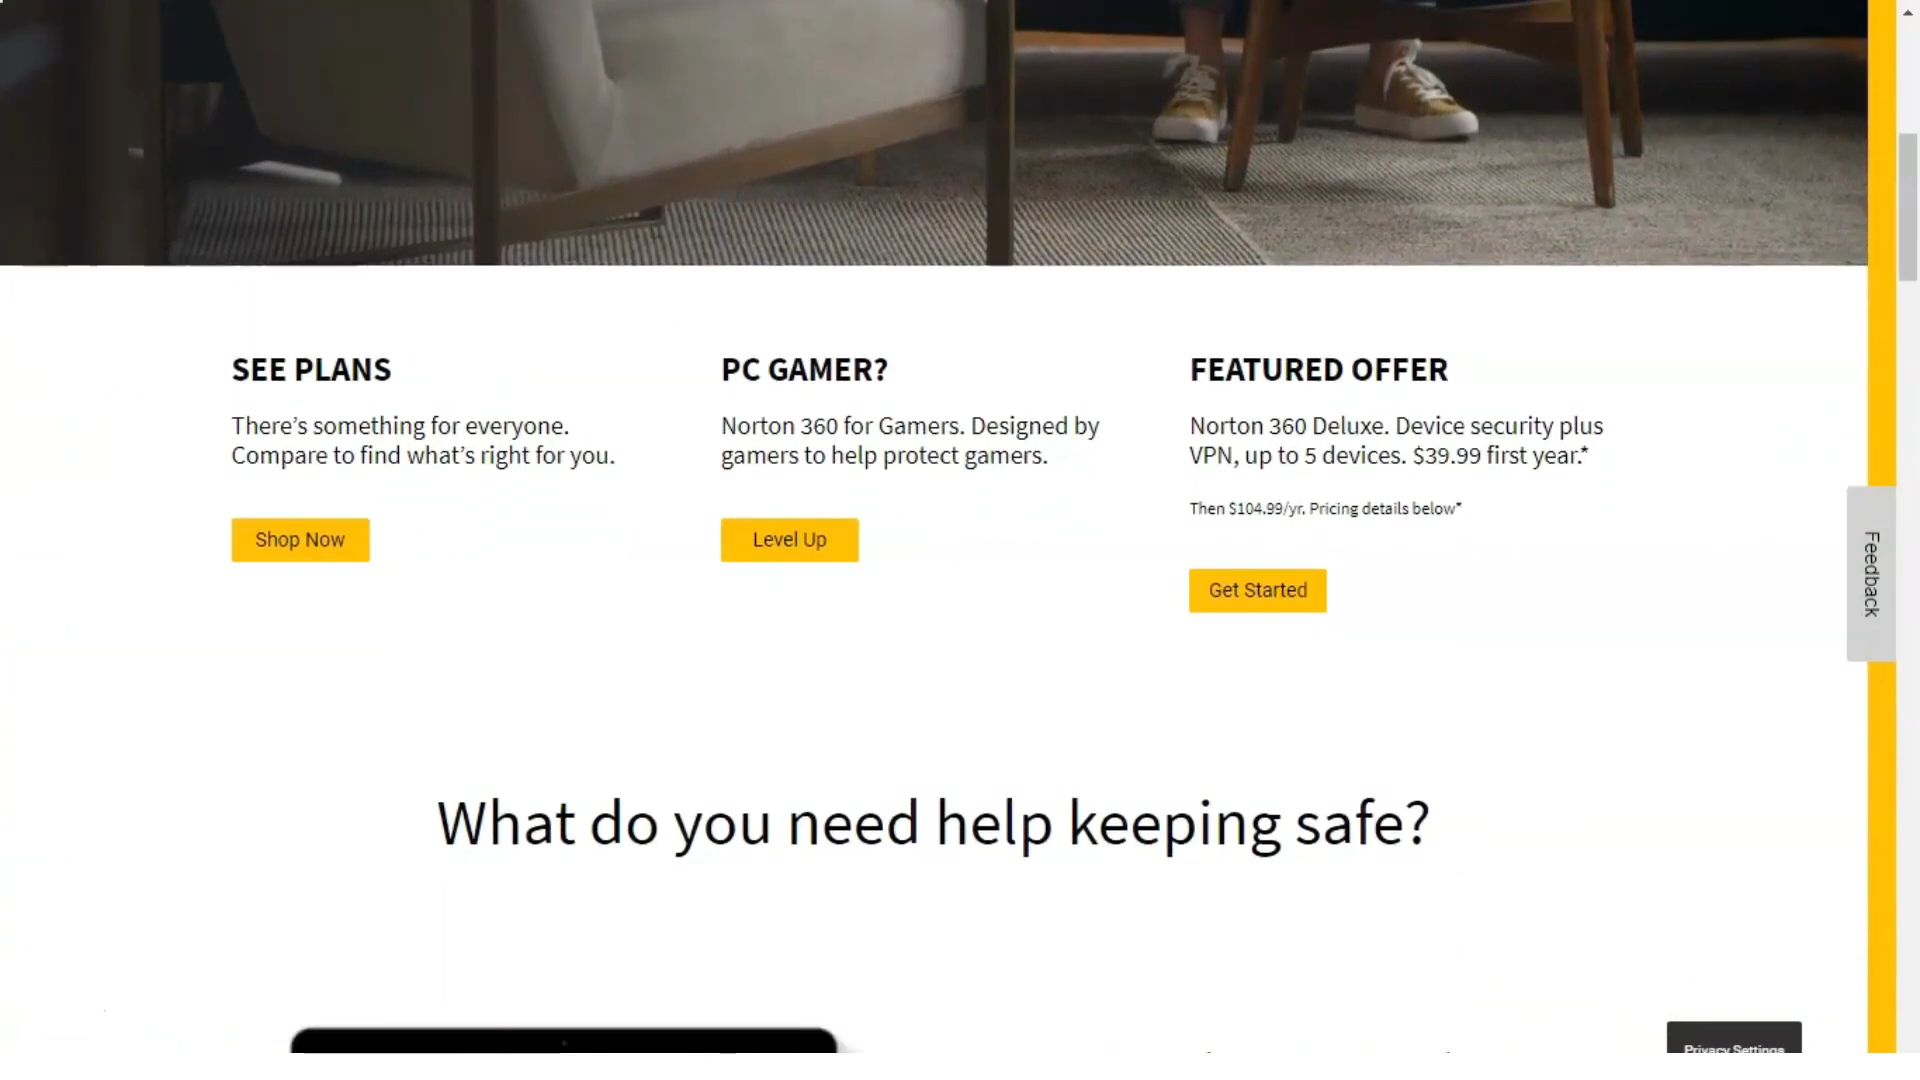 SEE PLANS
There’s something for everyone.
Compare to find what’s right for you.
Shop Now
PC GAMER?
Norton 360 for Gamers. Designed by
gamers to help protect gamers.
Level Up
FEATURED OFFER
Norton 360 Deluxe. Device security plus
VPN, up to 5 devices. $39.99 first year.*
Then $104.99/yr. Pricing details below*
Get Started
Feedback
What do you need help keeping safe?
Privacy Settings